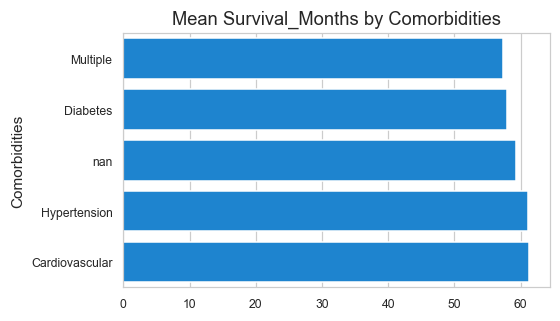 Mean Survival_Months by Comorbidities
Comorbidities
Multiple
Diabetes
nan
Hypertension
Cardiovascular
0 10 20 30 40 50 60